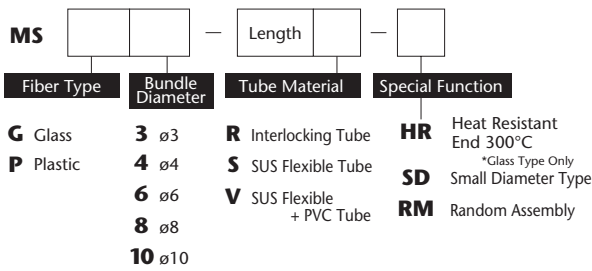 MS — Length —
Fiber Type
Bundle
Diameter
Tube Material
Special Function
G Glass
P Plastic
3 ø3
4 ø4
6 ø6
8 ø8
10 ø10
R Interlocking Tube
S SUS Flexible Tube
V SUS Flexible
+ PVC Tube
HR Heat Resistant
End 300°C
*Glass Type Only
SD Small Diameter Type
RM Random Assembly